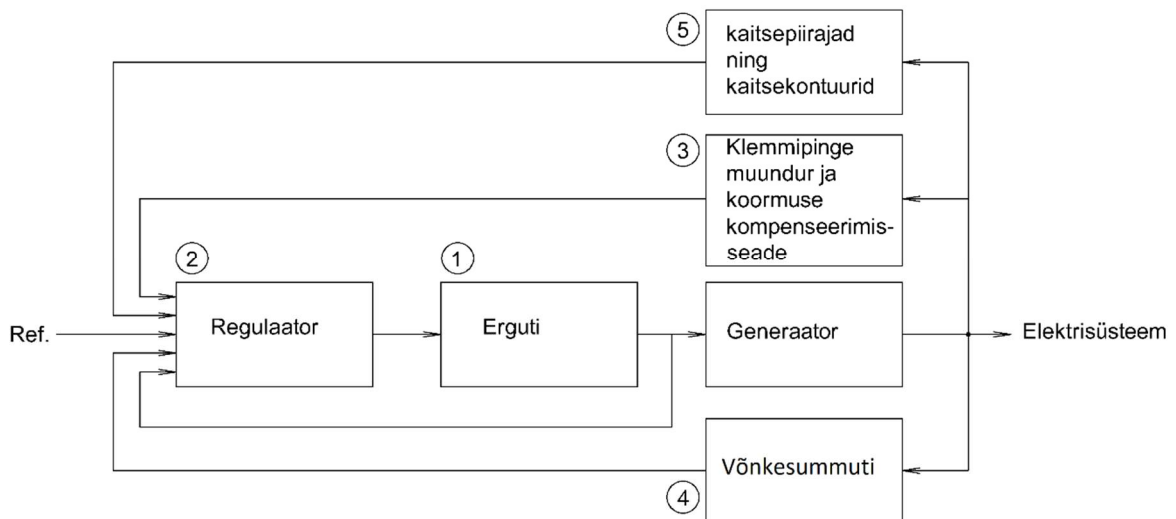 5
kaitsepiirajad
ning
kaitsekontuurid
3
Klemmipinge
muundur ja
koormuse
kompenseerimis-
seade
2
1
Ref.
Regulaator
Erguti
Generaator
Elektrisüsteem
Võnkesummuti
4